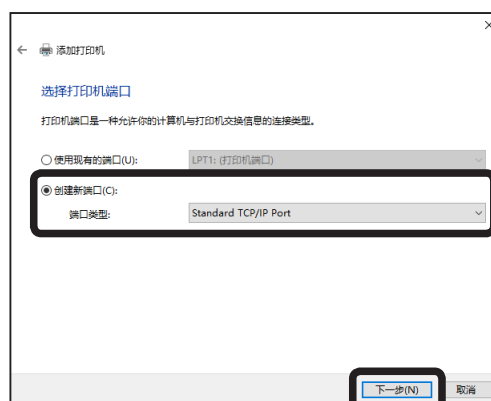 添加打印机
选择打印机端口
打印机端口是一种允许你的计算机与打印机交换信息的连接类型。
使用现有的端口(U): LPT1: (打印机端口)
创建新端口(C):
端口类型: Standard TCP/IP Port
下一步(N) 取消